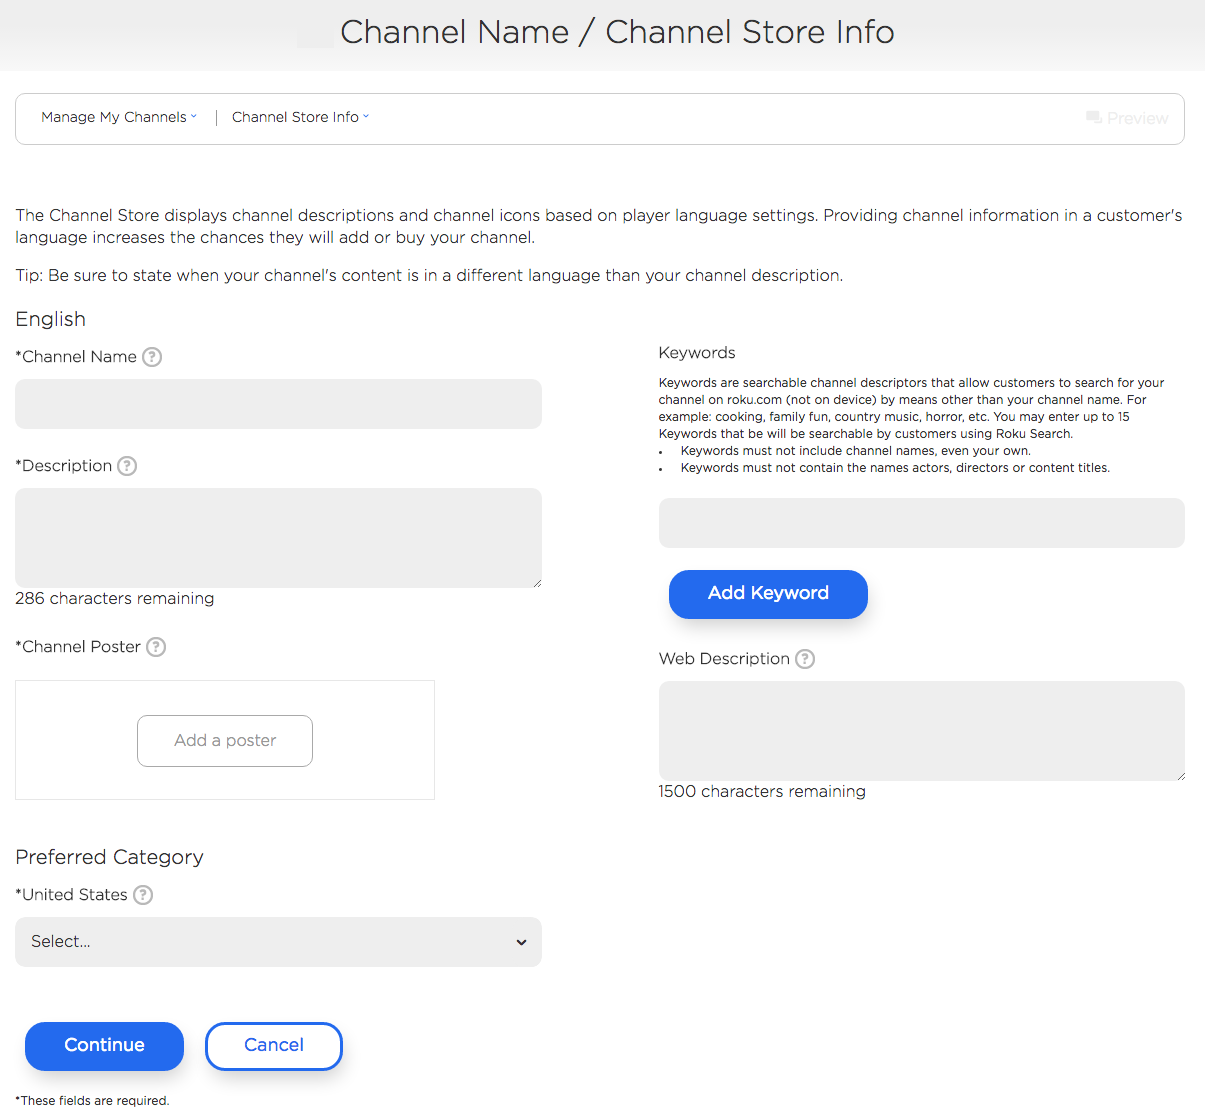 Channel Name / Channel Store Info
Manage My Channels | Channel Store Info
Preview
The Channel Store displays channel descriptions and channel icons based on player language settings. Providing channel information in a customer's
language increases the chances they will add or buy your channel.
Tip: Be sure to state when your channel's content is in a different language than your channel description.
English
*Channel Name ?
*Description ?
286 characters remaining
*Channel Poster ?
Add a poster
Keywords
Keywords are searchable channel descriptors that allow customers to search for your
channel on roku.com (not on device) by means other than your channel name. For
example: cooking, family fun, country music, horror, etc. You may enter up to 15
Keywords that be will be searchable by customers using Roku Search.
• Keywords must not include channel names, even your own.
• Keywords must not contain the names actors, directors or content titles.
Add Keyword
Web Description ?
1500 characters remaining
Preferred Category
*United States ?
Select...
Continue
Cancel
*These fields are required.